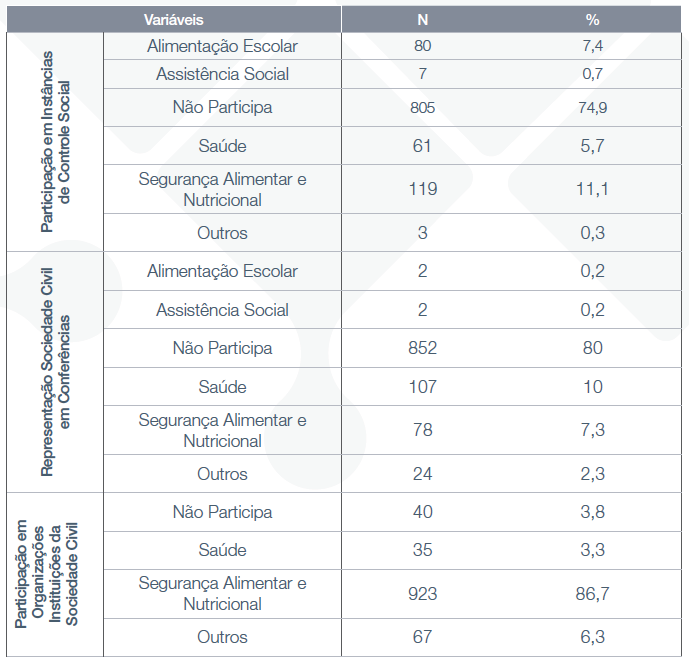 Variáveis N %
Participação em Instâncias
de Controle Social
Alimentação Escolar 80 7,4
Assistência Social 7 0,7
Não Participa 805 74,9
Saúde 61 5,7
Segurança Alimentar e
Nutricional 119 11,1
Outros 3 0,3
Representação Sociedade Civil
em Conferências
Alimentação Escolar 2 0,2
Assistência Social 2 0,2
Não Participa 852 80
Saúde 107 10
Segurança Alimentar e
Nutricional 78 7,3
Outros 24 2,3
Participação em
Organizações
Instituições da
Sociedade Civil
Não Participa 40 3,8
Saúde 35 3,3
Segurança Alimentar e
Nutricional 923 86,7
Outros 67 6,3